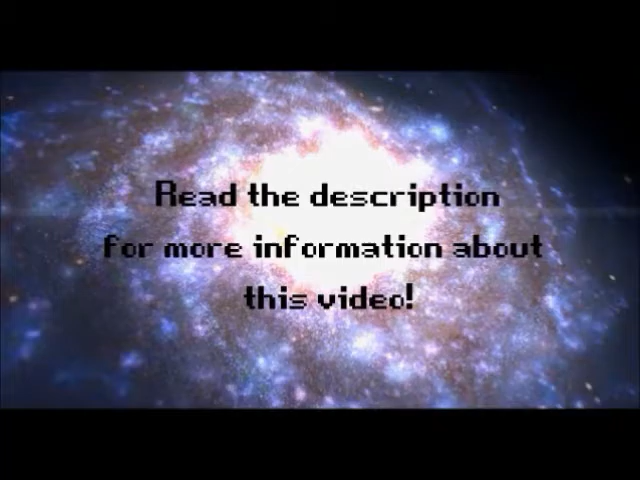 Read the description
for more information about
this video!